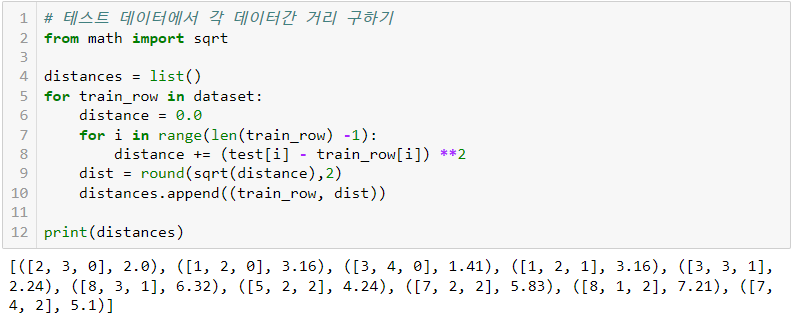 1 # 테스트 데이터에서 각 데이터간 거리 구하기
2 from math import sqrt
3
4 distances = list()
5 for train_row in dataset:
6     distance = 0.0
7     for i in range(len(train_row) -1):
8         distance += (test[i] - train_row[i]) **2
9     dist = round(sqrt(distance),2)
10     distances.append((train_row, dist))
11
12 print(distances)
[([2, 3, 0], 2.0), ([1, 2, 0], 3.16), ([3, 4, 0], 1.41), ([1, 2, 1], 3.16), ([3, 3, 1],
2.24), ([8, 3, 1], 6.32), ([5, 2, 2], 4.24), ([7, 2, 2], 5.83), ([8, 1, 2], 7.21), ([7,
4, 2], 5.1)]